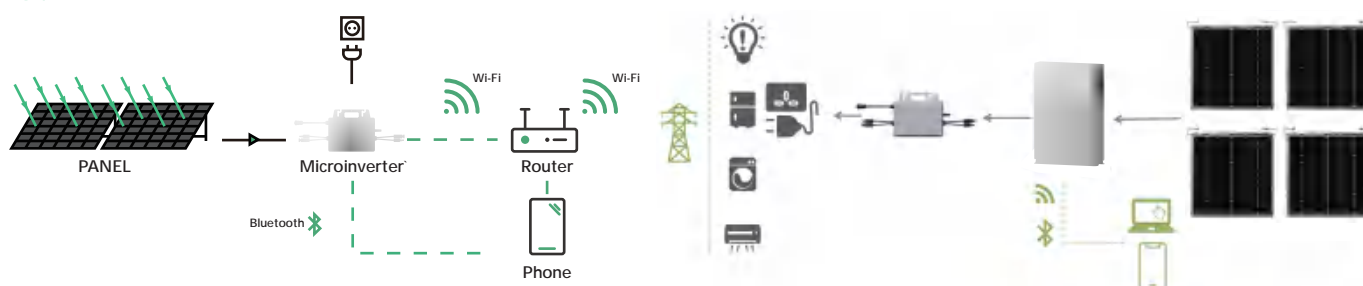 Wi-Fi
Wi-Fi
PANEL
Microinverter
Router
Bluetooth
Phone